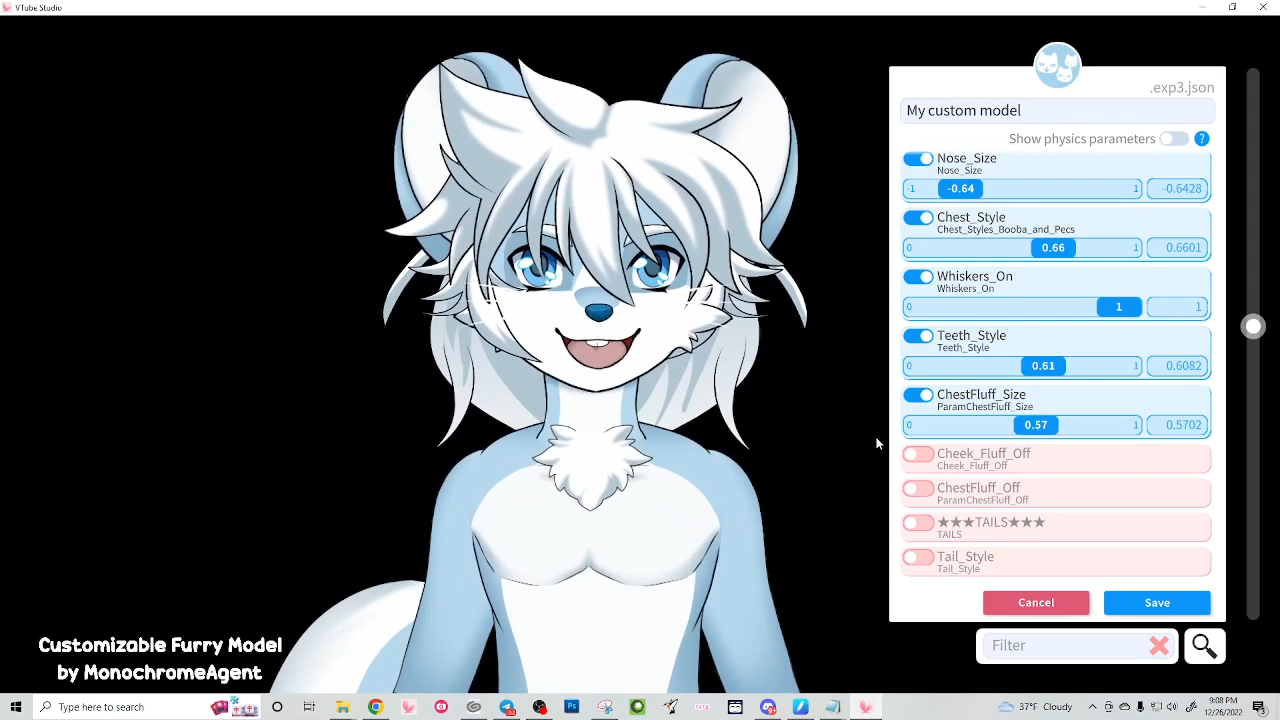 VTube Studio
.exp3.json
My custom model
Show physics parameters ?
Nose_Size
Nose_Size
-1 -0.64 1 -0.6428
Chest_Style
Chest_Styles_Booba_and_Pecs
0 0.66 1 0.6601
Whiskers_On
Whiskers_On
0 1 1
Teeth_Style
Teeth_Style
0 0.61 1 0.6082
ChestFluff_Size
ParamChestFluff_Size
0 0.57 1 0.5702
Cheek_Fluff_Off
Cheek_Fluff_Off
ChestFluff_Off
ParamChestFluff_Off
★★★TAILS★★★
TAILS
Tail_Style
Tail_Style
Cancel Save
Filter
Customizable Furry Model
by MonochromeAgent
Type here to search
Ps
37°F Cloudy
9:08 PM
12/26/2022